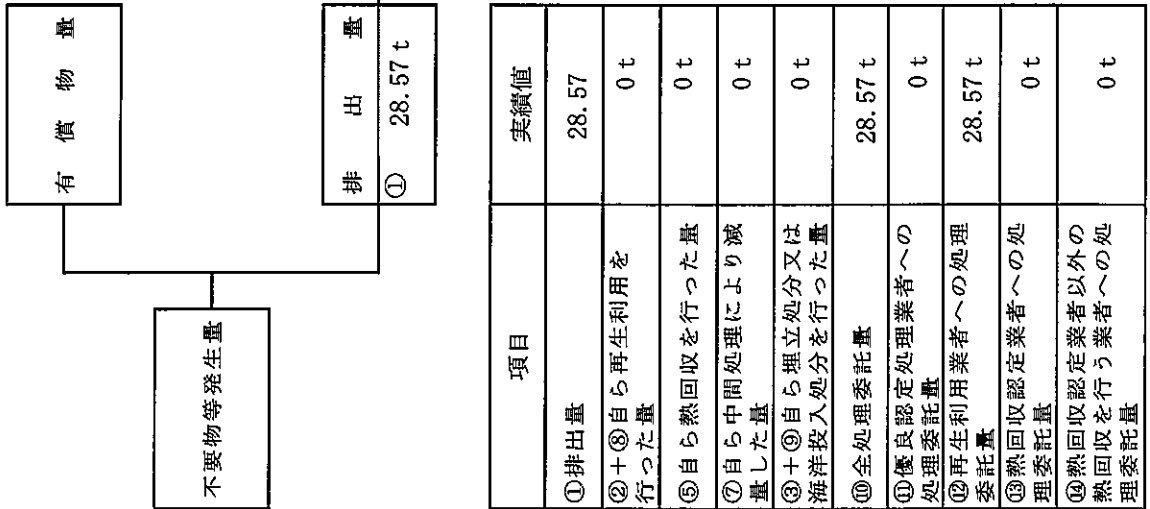 有償物量
不要物等発生量
排出量
① 28.57 t
項目 実績値
①排出量 28.57
②+⑧自ら再生利用を
行った量 0 t
⑤自ら熱回収を行った量 0 t
⑦自ら中間処理により減
量した量 0 t
③+⑨自ら埋立処分又は
海洋投入処分を行った量 0 t
⑩全処理委託量 28.57 t
⑪優良認定処理業者への
処理委託量 0 t
⑫再生利用業者への処理
委託量 28.57 t
⑬熱回収認定業者への処
理委託量 0 t
⑭熱回収認定業者以外の
熱回収を行う業者への処
理委託量 0 t